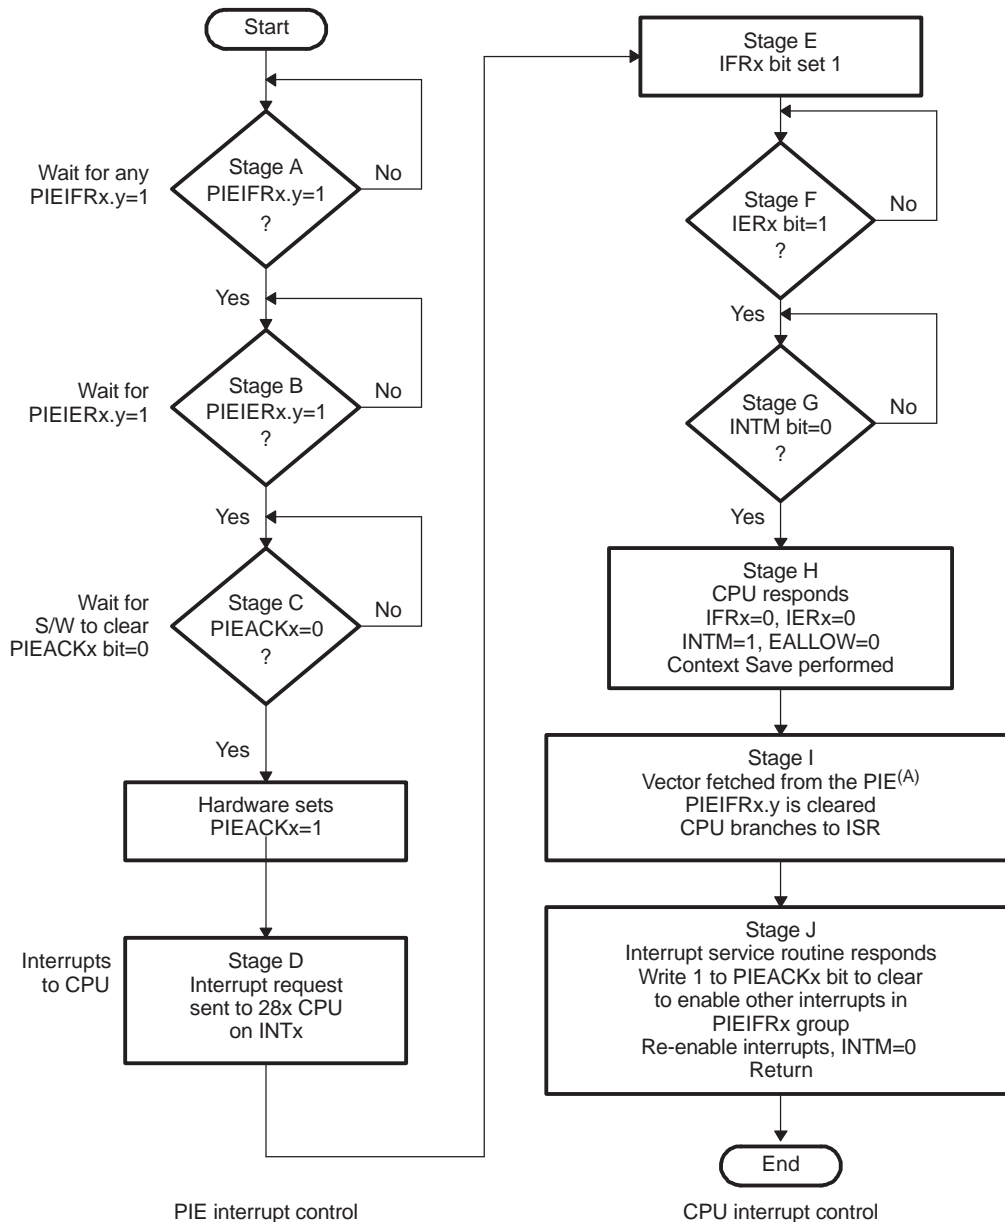 Start
Wait for any
PIEIFRx.y=1
Stage A
PIEIFRx.y=1
?
No
Yes
Wait for
PIEIERx.y=1
Stage B
PIEIERx.y=1
?
No
Yes
Wait for
S/W to clear
PIEACKx bit=0
Stage C
PIEACKx=0
?
No
Yes
Hardware sets
PIEACKx=1
Interrupts
to CPU
Stage D
Interrupt request
sent to 28x CPU
on INTx
PIE interrupt control
Stage E
IFRx bit set 1
Stage F
IERx bit=1
?
No
Yes
Stage G
INTM bit=0
?
No
Yes
Stage H
CPU responds
IFRx=0, IERx=0
INTM=1, EALLOW=0
Context Save performed
Stage I
Vector fetched from the PIE(A)
PIEIFRx.y is cleared
CPU branches to ISR
Stage J
Interrupt service routine responds
Write 1 to PIEACKx bit to clear
to enable other interrupts in
PIEIFRx group
Re-enable interrupts, INTM=0
Return
End
CPU interrupt control